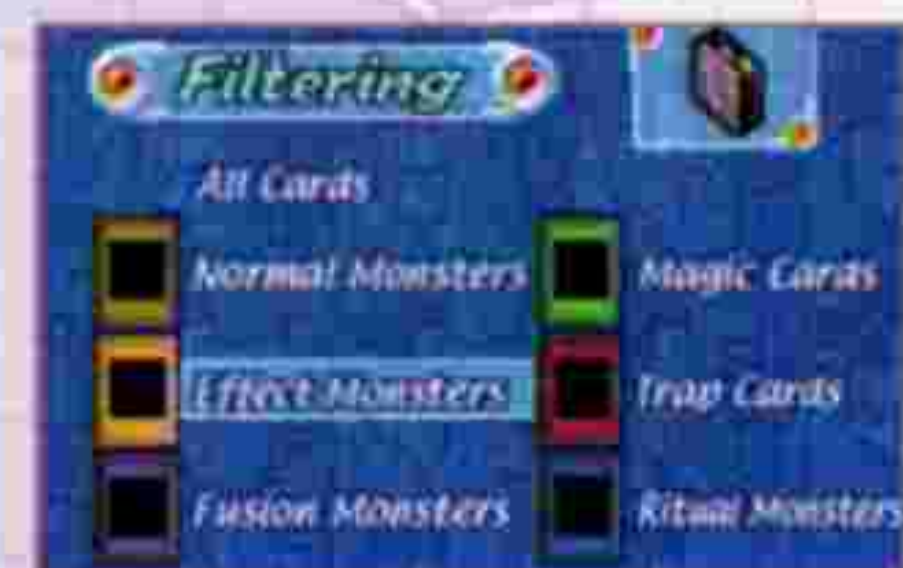 Filtering
All Cards
Normal Monsters
Magic Cards
Effect Monsters
Trap Cards
Fusion Monsters
Ritual Monsters